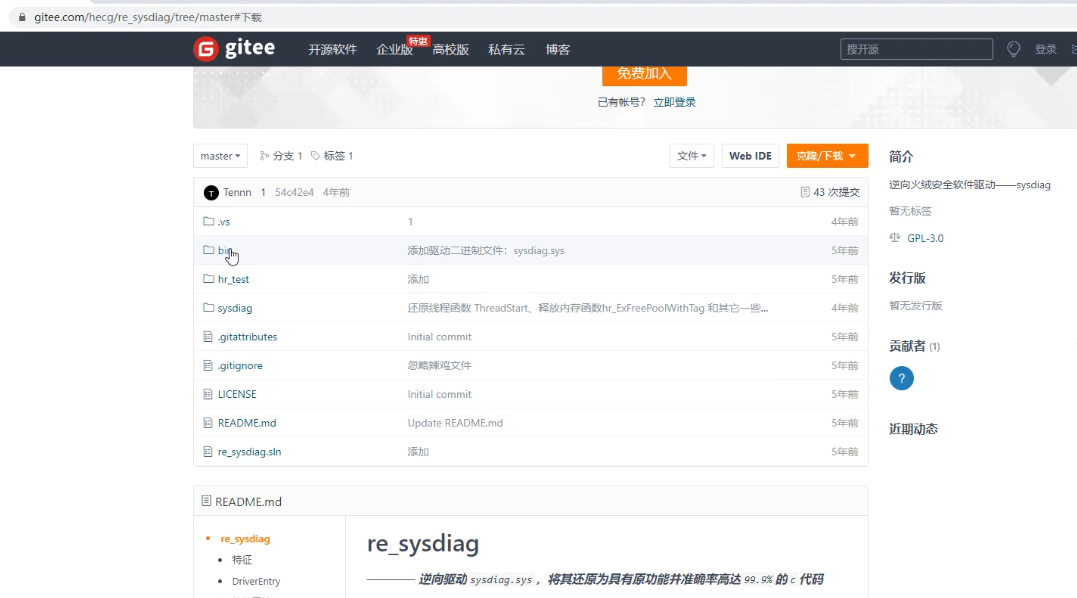 gitee.com/hecg/re_sysdiag/tree/master#下载
gitee 开源软件 企业版 特惠 高校版 私有云 博客 搜开源 登录
免费加入
已有帐号? 立即登录
master 分支 1 标签 1 文件 Web IDE 克隆/下载
简介
逆向火绒安全软件驱动——sysdiag
暂无标签
GPL-3.0
发行版
暂无发行版
贡献者 (1)
?
近期动态
T Tennn 1 54c42e4 4年前 43 次提交
.vs 1 4年前
bin 添加驱动二进制文件：sysdiag.sys 5年前
hr_test 添加 5年前
sysdiag 还原线程函数 ThreadStart、释放内存函数hr_ExFreePoolWithTag 和其它一些... 4年前
.gitattributes Initial commit 5年前
.gitignore 忽略辣鸡文件 5年前
LICENSE Initial commit 5年前
README.md Update README.md 5年前
re_sysdiag.sln 添加 5年前
README.md
re_sysdiag
特征
DriverEntry
re_sysdiag
———— 逆向驱动 sysdiag.sys ，将其还原为具有原功能并准确率高达 99.9% 的 c 代码